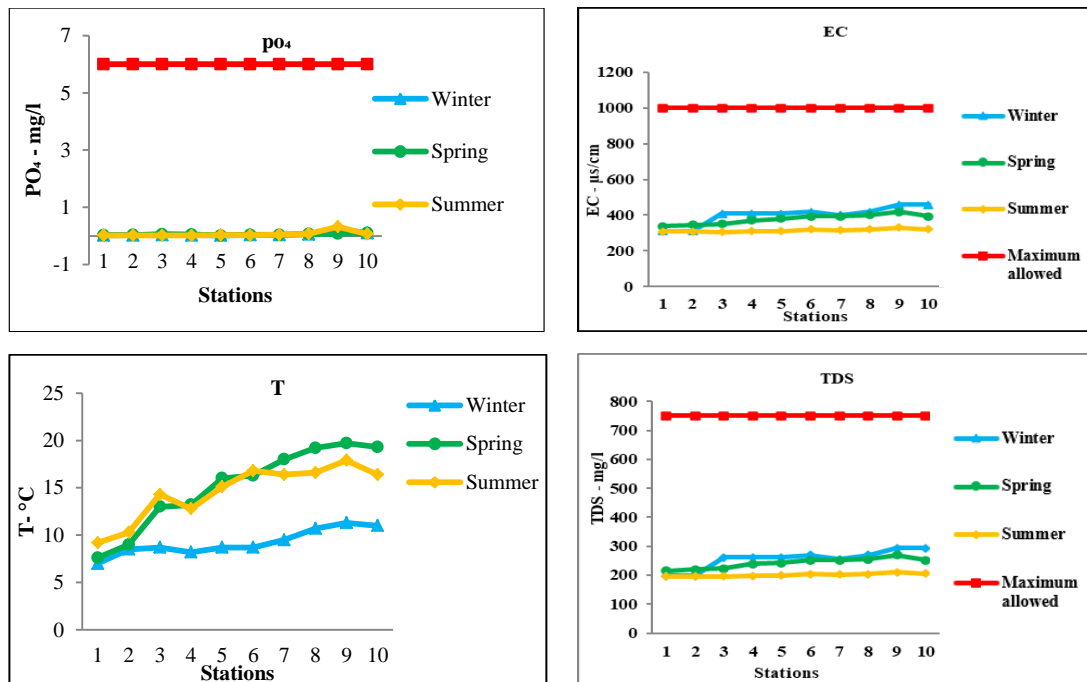 po₄
PO₄ - mg/l
7
5
3
1
-1
1 2 3 4 5 6 7 8 9 10
Stations
Winter
Spring
Summer
EC
EC - µs/cm
1200
1000
800
600
400
200
0
1 2 3 4 5 6 7 8 9 10
Stations
Winter
Spring
Summer
Maximum
allowed
T
T- °C
25
20
15
10
5
0
1 2 3 4 5 6 7 8 9 10
Stations
Winter
Spring
Summer
TDS
TDS - mg/l
800
700
600
500
400
300
200
100
0
1 2 3 4 5 6 7 8 9 10
Stations
Winter
Spring
Summer
Maximum
allowed